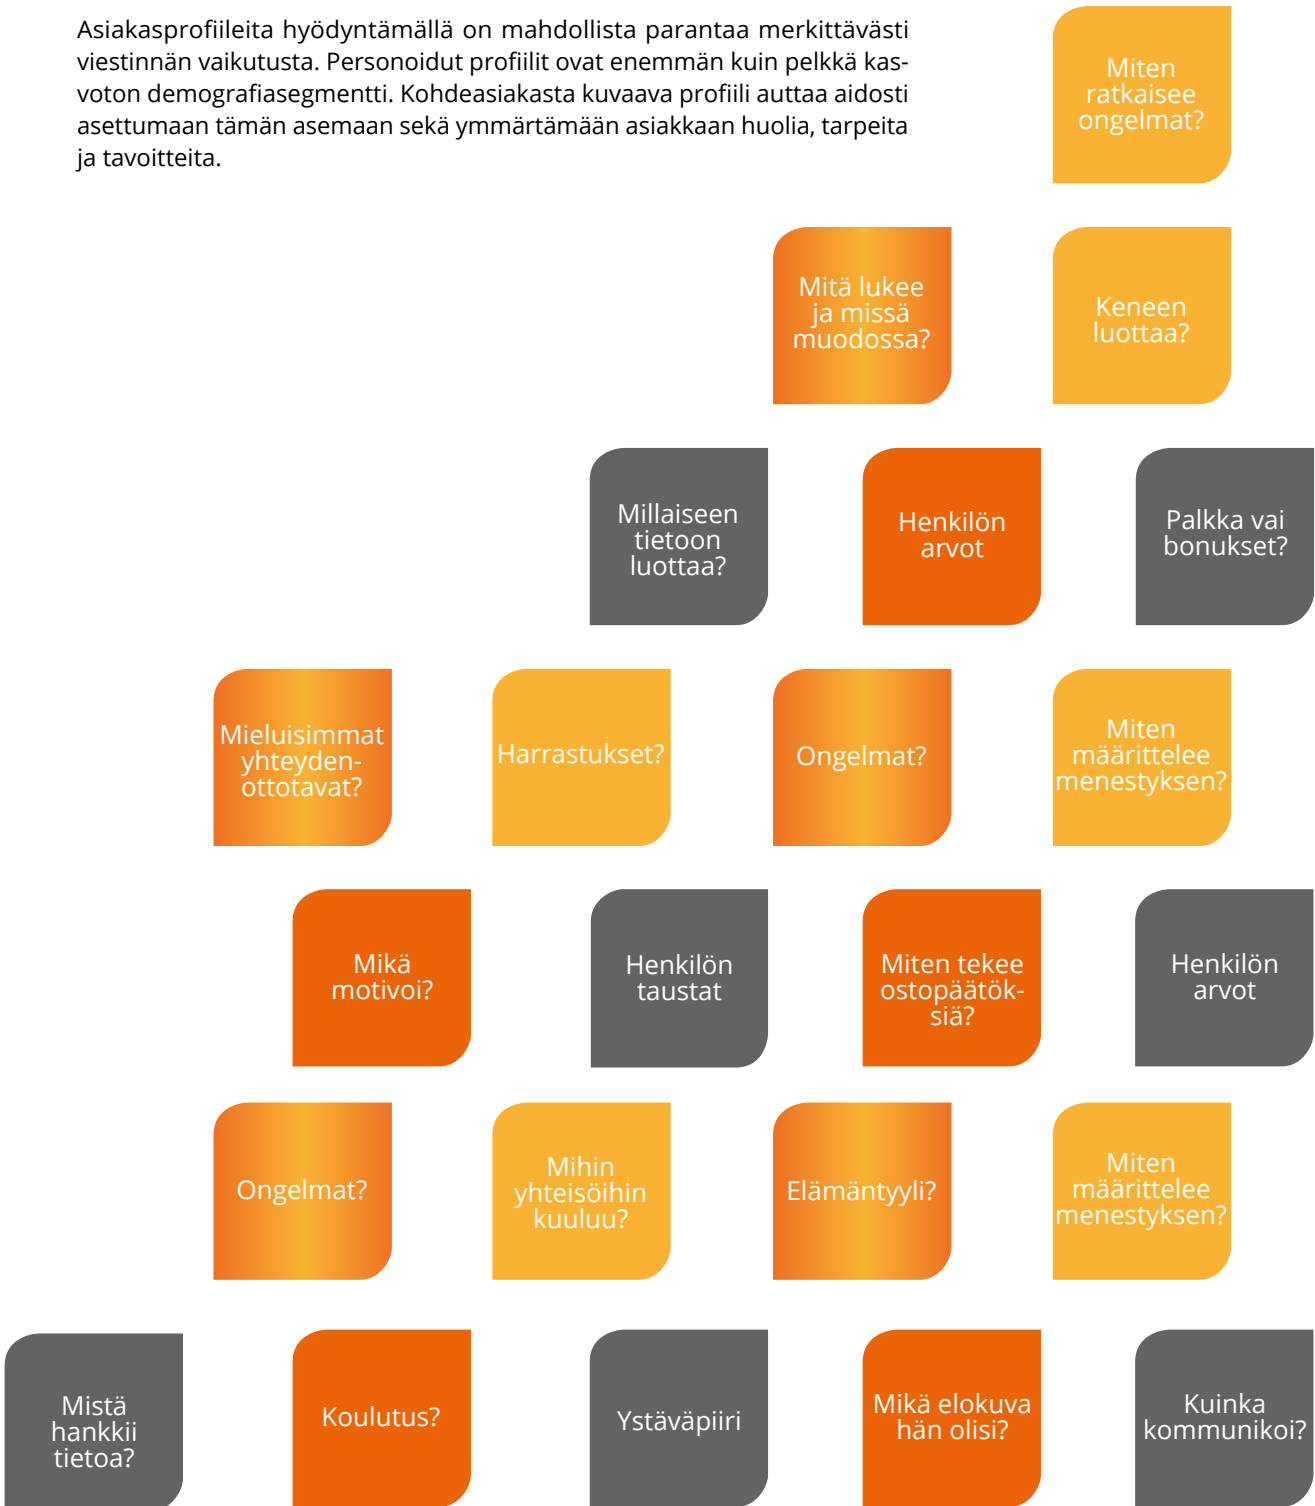 Asiakasprofiileita hyödyntämällä on mahdollista parantaa merkittävästi
viestinnän vaikutusta. Personoidut profiilit ovat enemmän kuin pelkkä kas-
voton demografiasegmentti. Kohdeasiakasta kuvaava profiili auttaa aidosti
asettumaan tämän asemaan sekä ymmärtämään asiakkaan huolia, tarpeita
ja tavoitteita.
Miten
ratkaisee
ongelmat?
Mitä lukee
ja missä
muodossa?
Keneen
luottaa?
Millaiseen
tietoon
luottaa?
Henkilön
arvot
Palkka vai
bonukset?
Mieluisimmat
yhteyden-
ottotavat?
Harrastukset?
Ongelmat?
Miten
määrittelee
menestyksen?
Mikä
motivoi?
Henkilön
taustat
Miten tekee
ostopäätök-
siä?
Henkilön
arvot
Ongelmat?
Mihin
yhteisöihin
kuuluu?
Elämäntyyli?
Miten
määrittelee
menestyksen?
Mistä
hankkii
tietoa?
Koulutus?
Ystäväpiiri
Mikä elokuva
hän olisi?
Kuinka
kommunikoi?